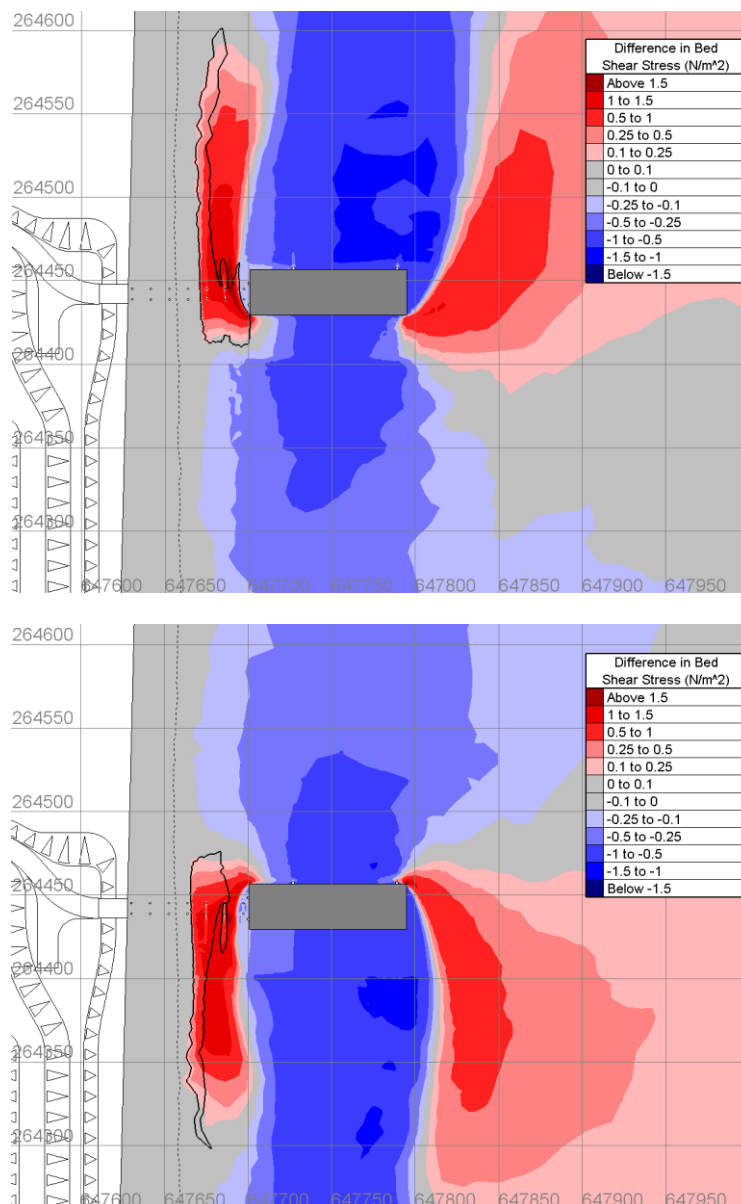 264600
264550
264500
264450
264400
264350
264300
647600
647650
647700
647750
647800
647850
647900
647950
Difference in Bed
Shear Stress (N/m^2)
Above 1.5
1 to 1.5
0.5 to 1
0.25 to 0.5
0.1 to 0.25
0 to 0.1
-0.1 to 0
-0.25 to -0.1
-0.5 to -0.25
-1 to -0.5
-1.5 to -1
Below -1.5
264600
264550
264500
264450
264400
264350
264300
647600
647650
647700
647750
647800
647850
647900
647950
Difference in Bed
Shear Stress (N/m^2)
Above 1.5
1 to 1.5
0.5 to 1
0.25 to 0.5
0.1 to 0.25
0 to 0.1
-0.1 to 0
-0.25 to -0.1
-0.5 to -0.25
-1 to -0.5
-1.5 to -1
Below -1.5